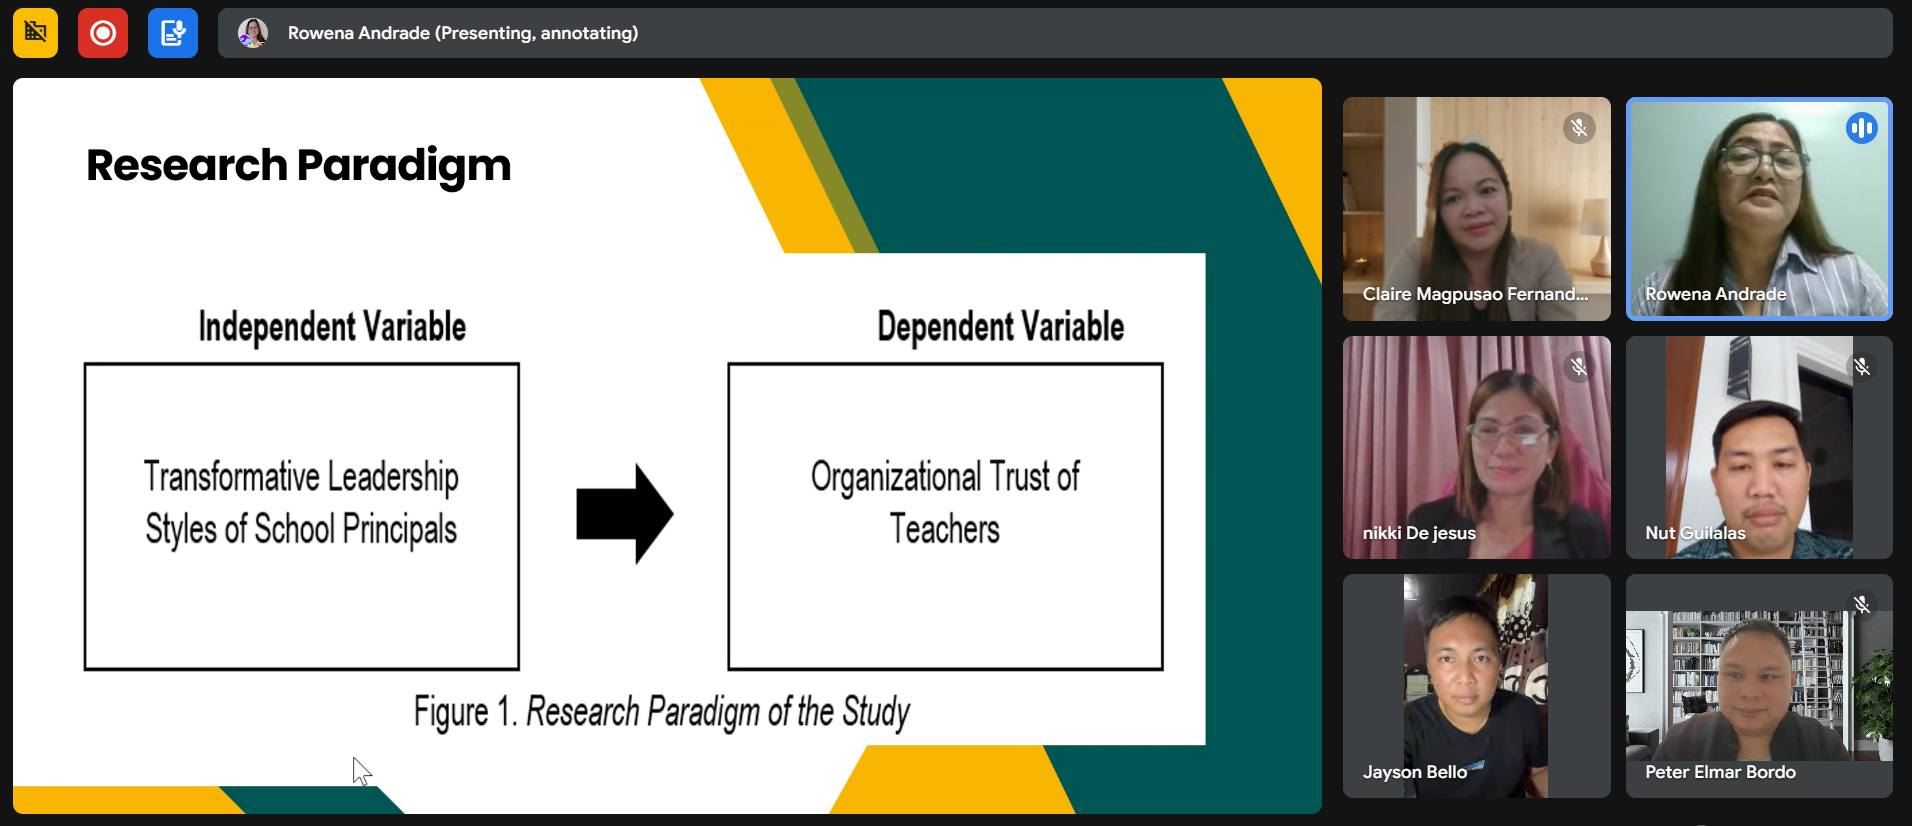 Rowena Andrade (Presenting, annotating)
Research Paradigm
Independent Variable
Dependent Variable
Transformative Leadership
Styles of School Principals
Organizational Trust of
Teachers
Figure 1. Research Paradigm of the Study
Claire Magpusao Fernand...
Rowena Andrade
nikki De jesus
Nut Guilalas
Jayson Bello
Peter Elmar Bordo